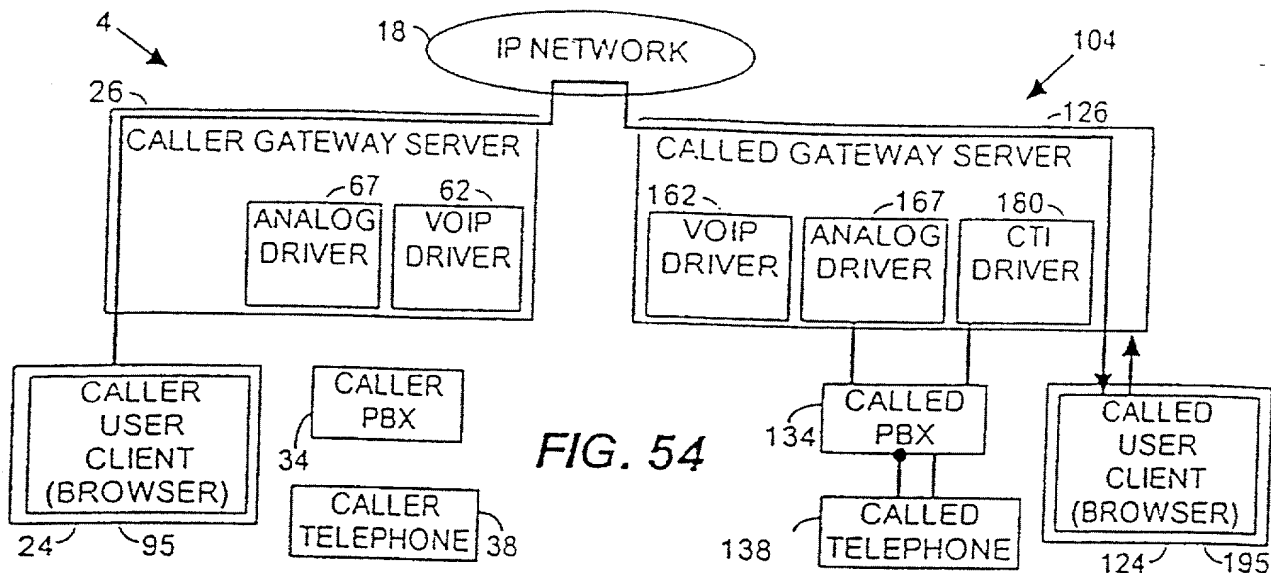 4
18
IP NETWORK
104
26
126
CALLER GATEWAY SERVER
CALLED GATEWAY SERVER
67
62
162
167
180
ANALOG
DRIVER
VOIP
DRIVER
VOIP
DRIVER
ANALOG
DRIVER
CTI
DRIVER
CALLER
USER
CLIENT
(BROWSER)
CALLER
PBX
34
FIG. 54
134
CALLED
PBX
CALLED
USER
CLIENT
(BROWSER)
24
95
CALLER
TELEPHONE
38
138
CALLED
TELEPHONE
124
195